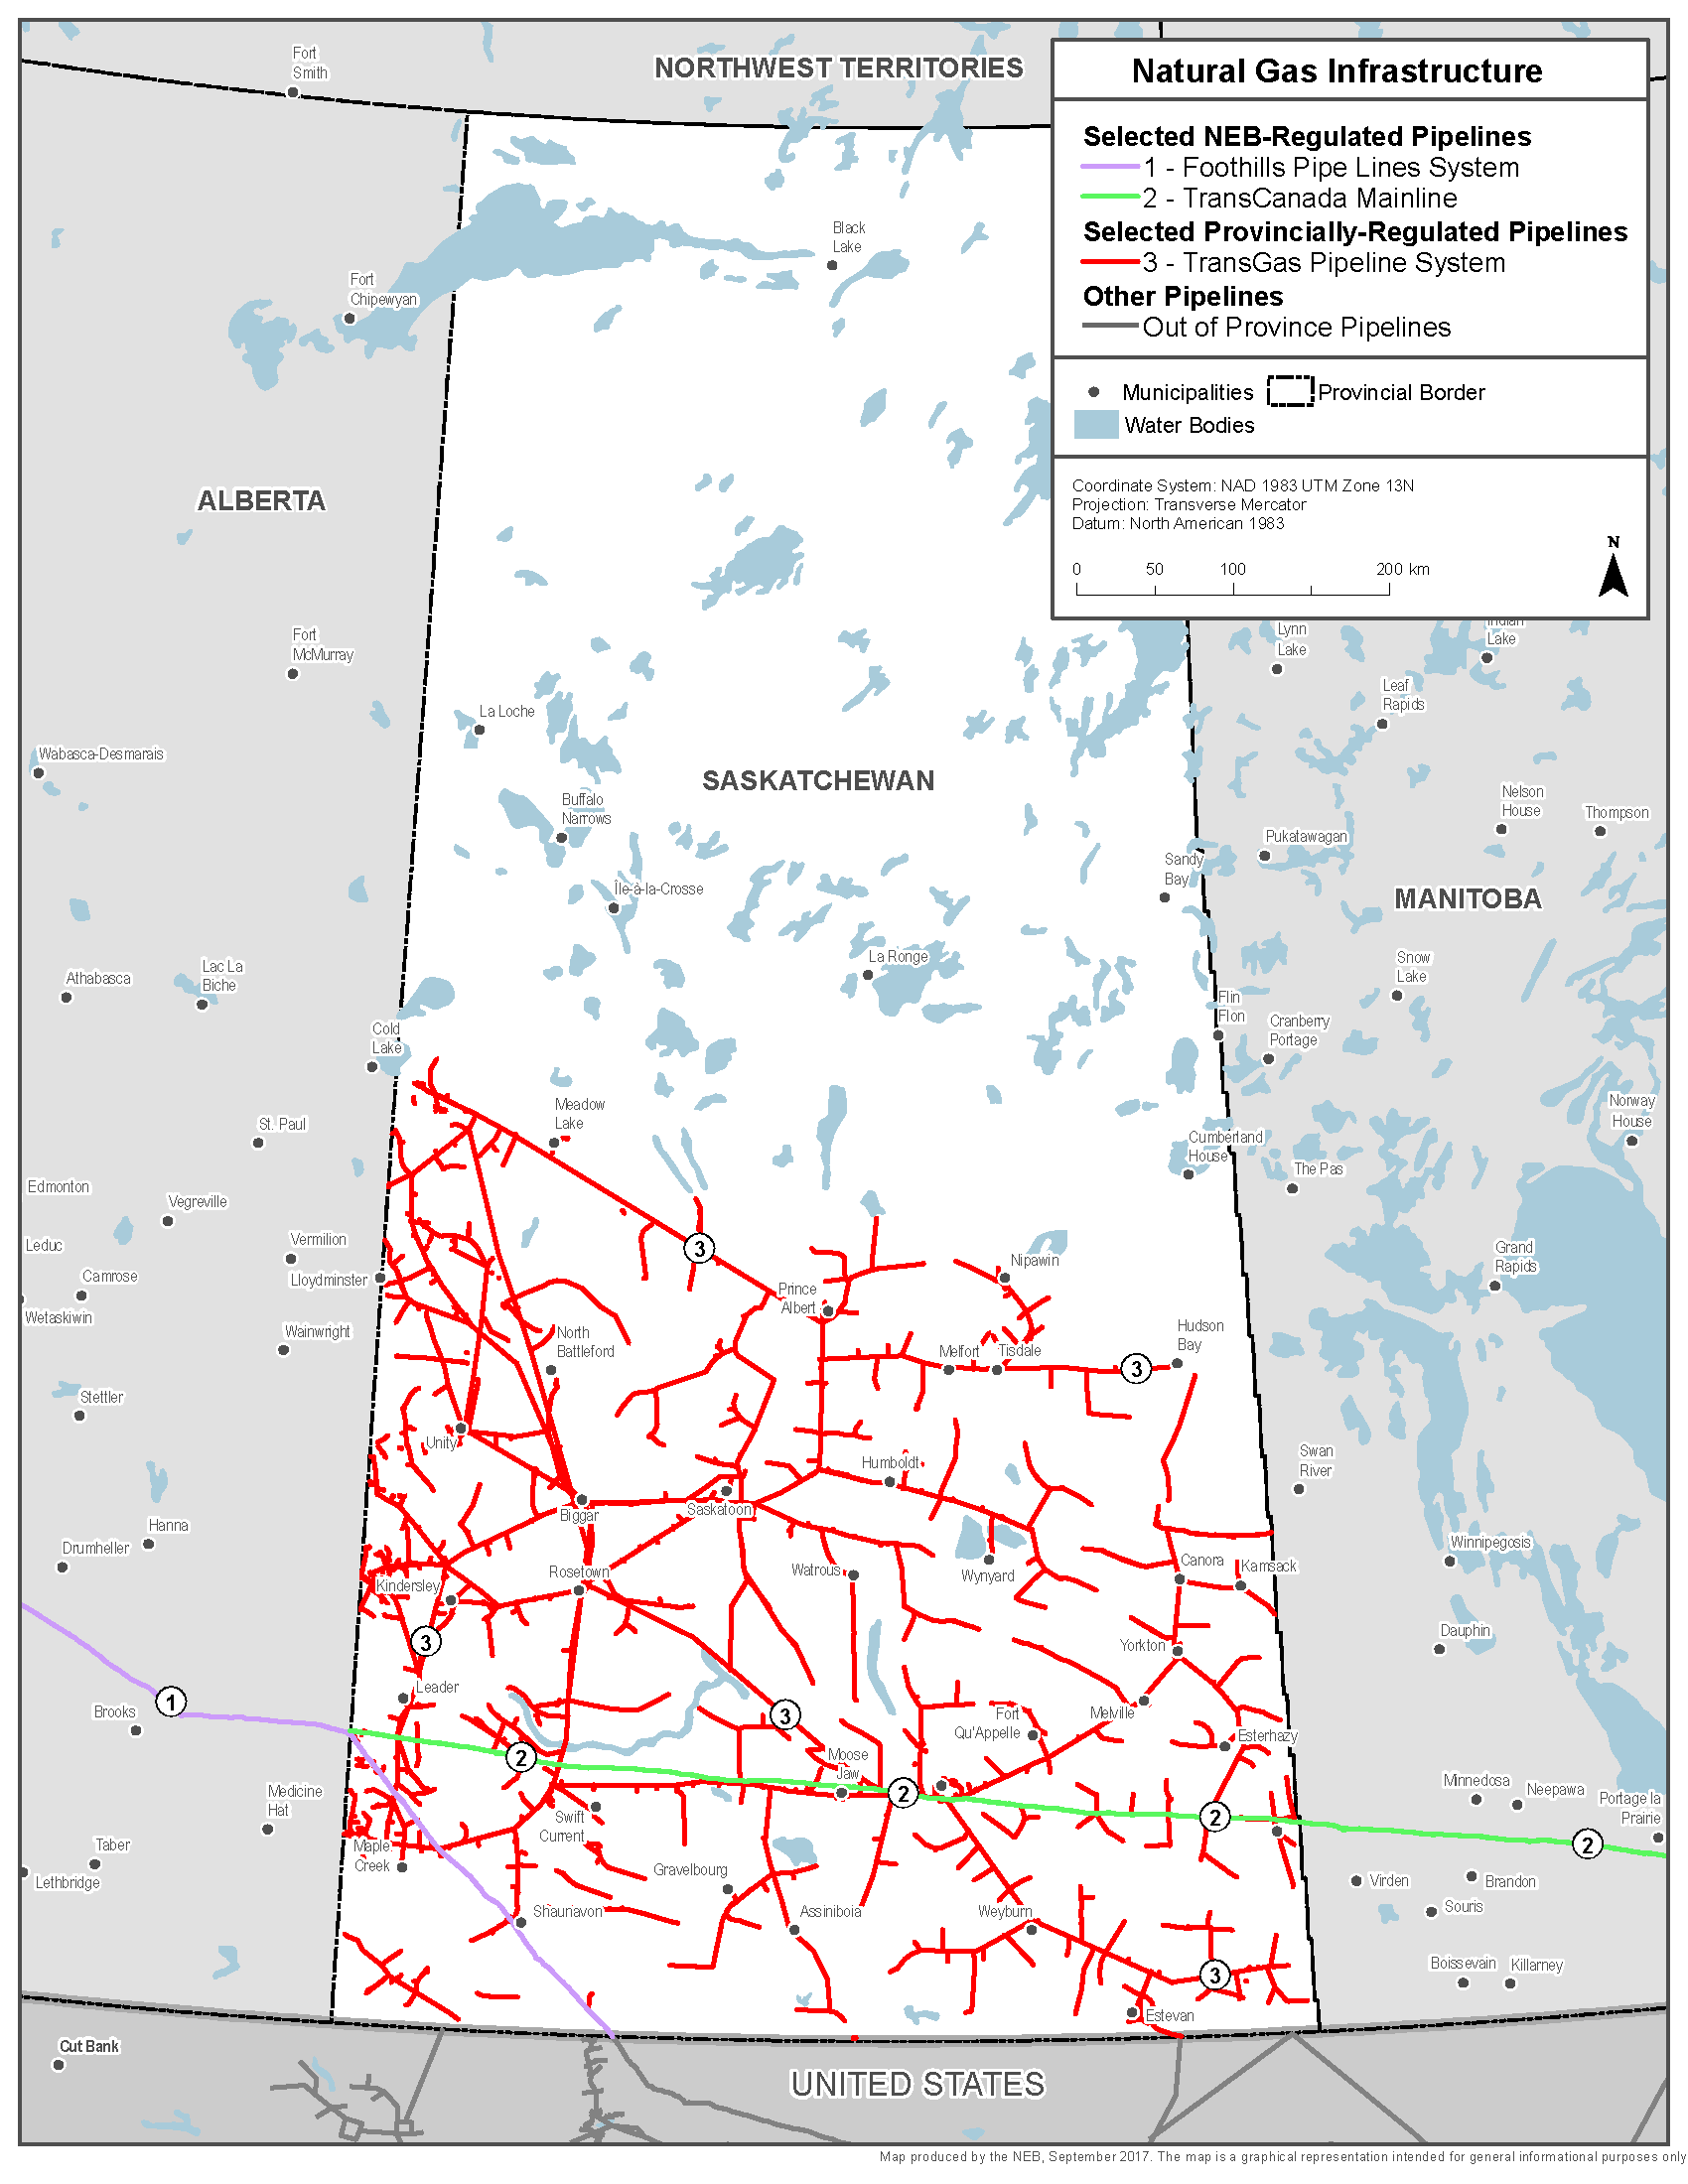 NORTHWEST TERRITORIES
Natural Gas Infrastructure
Selected NEB-Regulated Pipelines
1 - Foothills Pipe Lines System
2 - TransCanada Mainline
Selected Provincially-Regulated Pipelines
3 - TransGas Pipeline System
Other Pipelines
Out of Province Pipelines
Municipalities
Provincial Border
Water Bodies
Coordinate System: NAD 1983 UTM Zone 13N
Projection: Transverse Mercator
Datum: North American 1983
N
0 50 100 200 km
Fort
Smith
Black
Lake
Fort
Chipewyan
ALBERTA
Fort
McMurray
Lynn
Lake
Indian
Lake
Leaf
Rapids
La Loche
Wabasca-Desmarais
SASKATCHEWAN
Buffalo
Narrows
Nelson
House
Thompson
Pukatawagan
Sandy
Bay
Île-à-la-Crosse
MANITOBA
La Ronge
Snow
Lake
Athabasca
Lac La
Biche
Flin
Flon
Cranberry
Portage
Cold
Lake
Meadow
Lake
Norway
House
St. Paul
Cumberland
House
The Pas
Edmonton
Vegreville
Vermilion
Leduc
3
Nipawin
Grand
Rapids
Camrose
Lloydminster
Prince
Albert
Wetaskiwin
Wainwright
North
Battleford
Hudson
Bay
Melfort
Tisdale
3
Stettler
Unity
Swan
River
Humboldt
Hanna
Biggar
Saskatoon
Drumheller
Winnipegosis
Kindersley
Rosetown
Watrous
Wynyard
Canora
Kamsack
3
Yorkton
Dauphin
1
Leader
Brooks
3
Fort
Qu'Appelle
Melville
Esterhazy
2
Moose
Jaw
2
2
Medicine
Hat
Swift
Current
Minnedosa
Neepawa
Portage la
Prairie
2
Taber
Maple
Creek
Lethbridge
Gravelbourg
Virden
Brandon
Shaunavon
Assiniboia
Weyburn
Souris
3
Boissevain
Killarney
Estevan
Cut Bank
UNITED STATES
Map produced by the NEB, September 2017. The map is a graphical representation intended for general informational purposes only